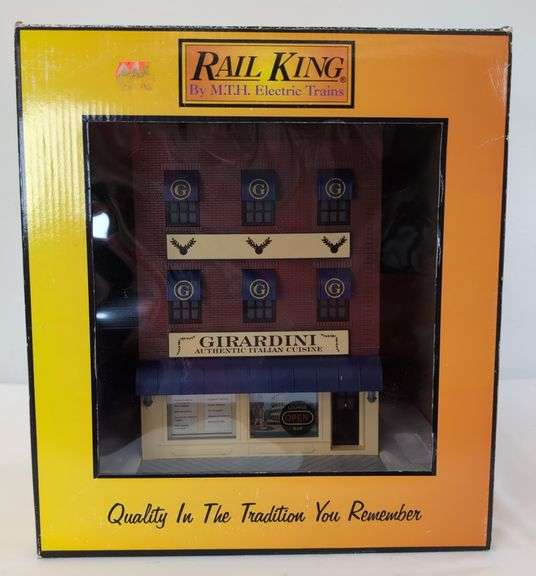 RAIL KING®
By M.T.H. Electric Trains
G G G
G G G
GIRARDINI
AUTHENTIC ITALIAN CUISINE
OPEN
Quality In The Tradition You Remember